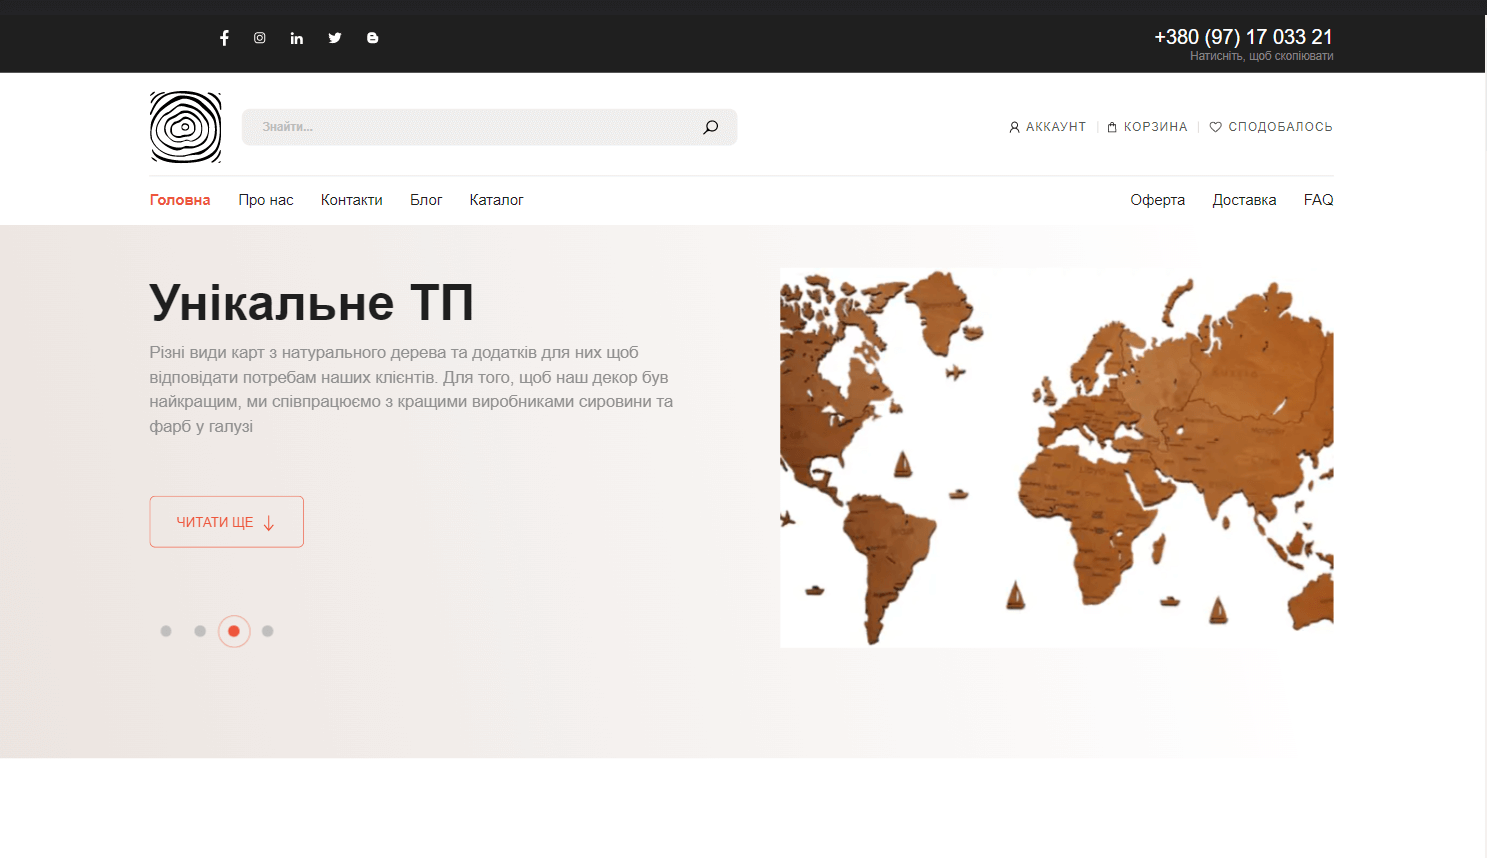 +380 (97) 17 033 21
Натисніть, щоб скопіювати
Знайти...
АККАУНТ
КОРЗИНА
СПОДОБАЛОСЬ
Головна Про нас Контакти Блог Каталог Оферта Доставка FAQ
Унікальне ТП
Різні види карт з натурального дерева та додатків для них щоб
відповідати потребам наших клієнтів. Для того, щоб наш декор був
найкращим, ми співпрацюємо з кращими виробниками сировини та
фарб у галузі
ЧИТАТИ ЩЕ